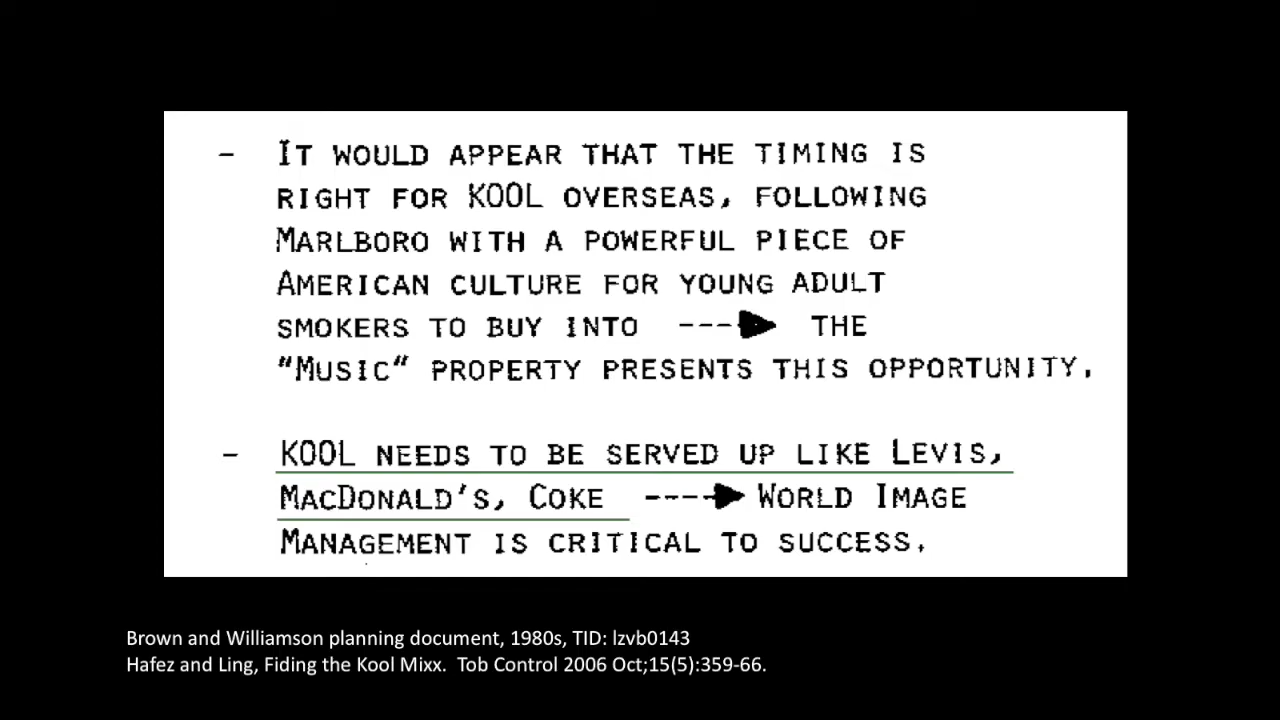 - It would appear that the timing is
right for KOOL overseas, following
Marlboro with a powerful piece of
American culture for young adult
smokers to buy into ---► the
"Music" property presents this opportunity.
- KOOL needs to be served up like Levis,
MacDonald's, Coke ----► World Image
Management is critical to success.
Brown and Williamson planning document, 1980s, TID: lzvb0143
Hafez and Ling, Fiding the Kool Mixx. Tob Control 2006 Oct;15(5):359-66.